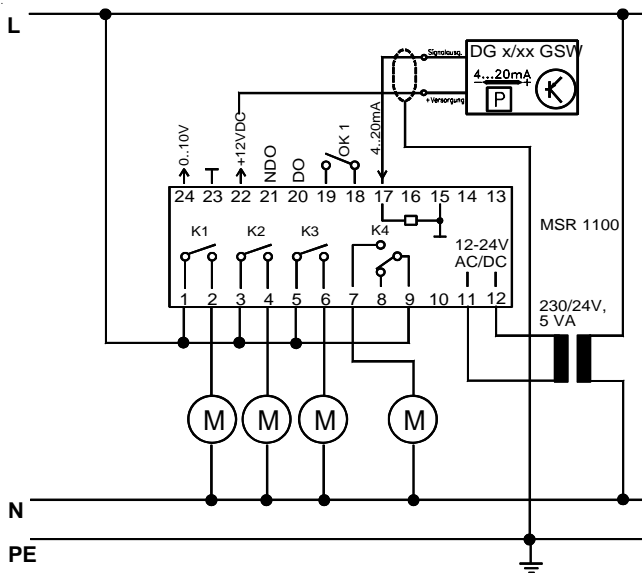 L
Signalausg.
DG x/xx GSW
4...20mA
+
P
+Versorgung
0..10V
+12VDC
NDO
DO
OK 1
4..20mA
24 23 22 21 20 19 18 17 16 15 14 13
K1 K2 K3 K4
12-24V
AC/DC
MSR 1100
1 2 3 4 5 6 7 8 9 10 11 12
230/24V,
5 VA
M M M M
N
PE